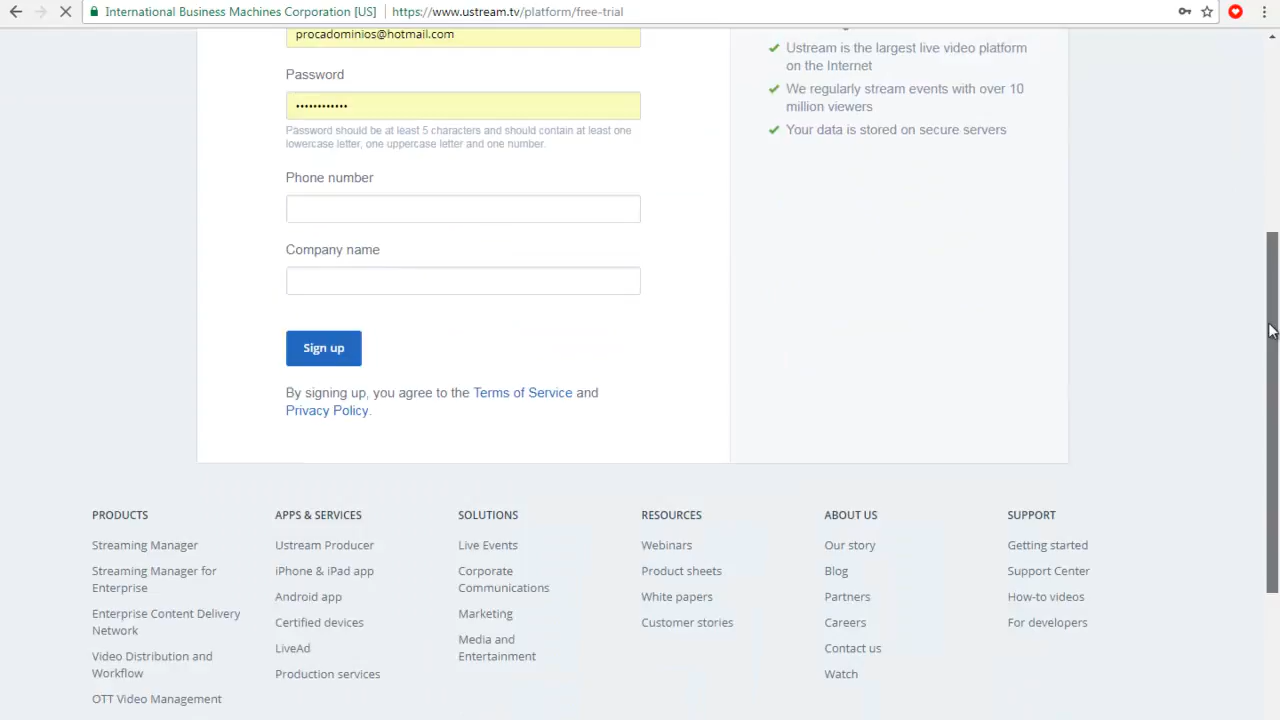 International Business Machines Corporation [US] https://www.ustream.tv/platform/free-trial
procadominios@hotmail.com
Password
••••••••••••
Password should be at least 5 characters and should contain at least one
lowercase letter, one uppercase letter and one number.
Phone number
Company name
Sign up
By signing up, you agree to the Terms of Service and
Privacy Policy.
Ustream is the largest live video platform
on the Internet
We regularly stream events with over 10
million viewers
Your data is stored on secure servers
PRODUCTS
Streaming Manager
Streaming Manager for
Enterprise
Enterprise Content Delivery
Network
Video Distribution and
Workflow
OTT Video Management
APPS & SERVICES
Ustream Producer
iPhone & iPad app
Android app
Certified devices
LiveAd
Production services
SOLUTIONS
Live Events
Corporate
Communications
Marketing
Media and
Entertainment
RESOURCES
Webinars
Product sheets
White papers
Customer stories
ABOUT US
Our story
Blog
Partners
Careers
Contact us
Watch
SUPPORT
Getting started
Support Center
How-to videos
For developers